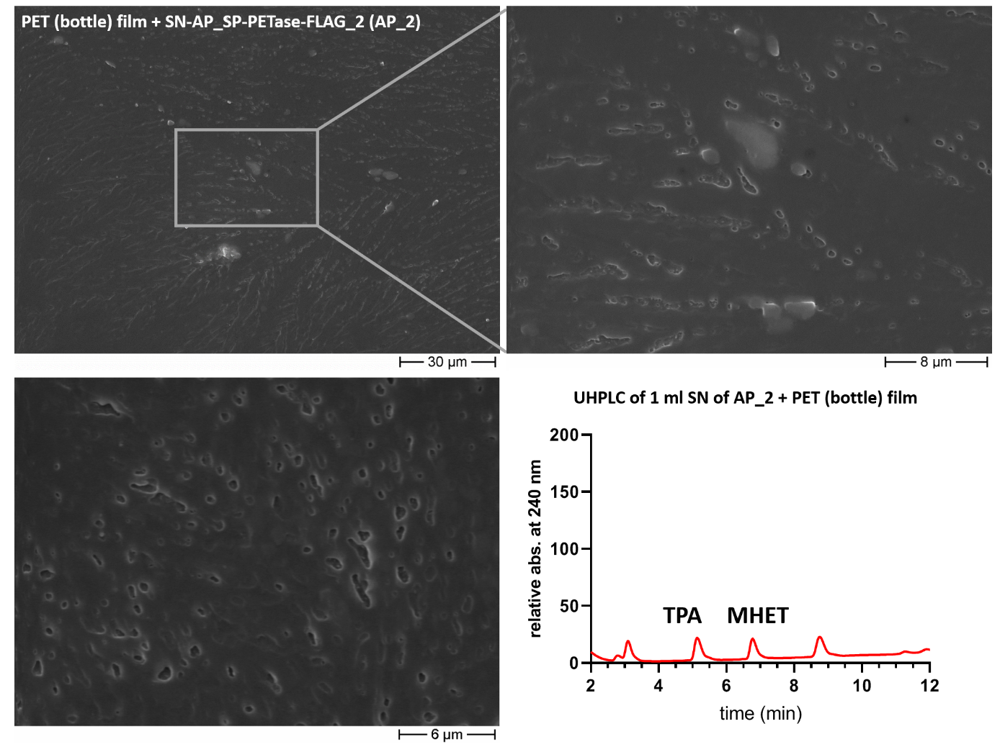 PET (bottle) film + SN-AP_SP-PETase-FLAG_2 (AP_2)
30 µm
8 µm
6 µm
UHPLC of 1 ml SN of AP_2 + PET (bottle) film
relative abs. at 240 nm
200
150
100
50
0
TPA
MHET
2
4
6
8
10
12
time (min)